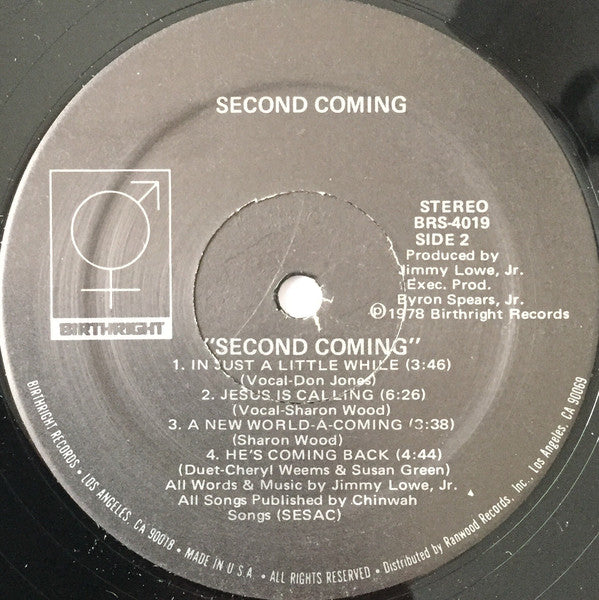 SECOND COMING
BIRTHRIGHT
STEREO
BRS-4019
SIDE 2
Produced by
Jimmy Lowe, Jr.
Exec. Prod.
Byron Spears, Jr.
℗1978 Birthright Records
"SECOND COMING"
1. IN JUST A LITTLE WHILE (3:46)
(Vocal-Don Jones)
2. JESUS IS CALLING (6:26)
(Vocal-Sharon Wood)
3. A NEW WORLD-A-COMING (3:38)
(Sharon Wood)
4. HE'S COMING BACK (4:44)
(Duet-Cheryl Weems & Susan Green)
All Words & Music by Jimmy Lowe, Jr.
All Songs Published by Chinwah
Songs (SESAC)
BIRTHRIGHT RECORDS • LOS ANGELES, CA 90018 • MADE IN U.S.A. • ALL RIGHTS RESERVED • Distributed by Ranwood Records, Inc., Los Angeles, CA 90069